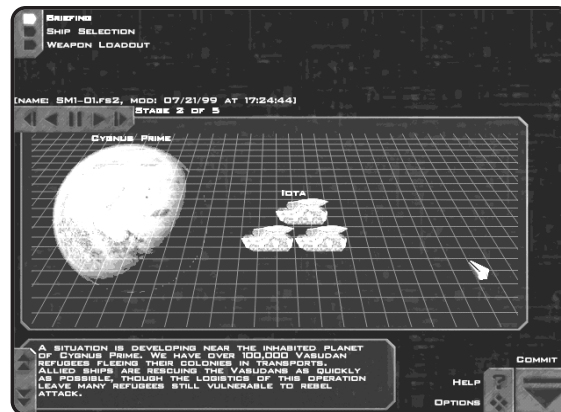 Briefing
Ship Selection
Weapon Loadout
[Name: SM1-01.fs2, Mod: 07/21/99 at 17:24:44]
Stage 2 of 5
Cygnus Prime
Iota
A situation is developing near the inhabited planet
of Cygnus Prime. We have over 100,000 Vasudan
refugees fleeing their colonies in transports.
Allied ships are rescuing the Vasudans as quickly
as possible, though the logistics of this operation
leave many refugees still vulnerable to rebel
attack.
Commit
Help
Options